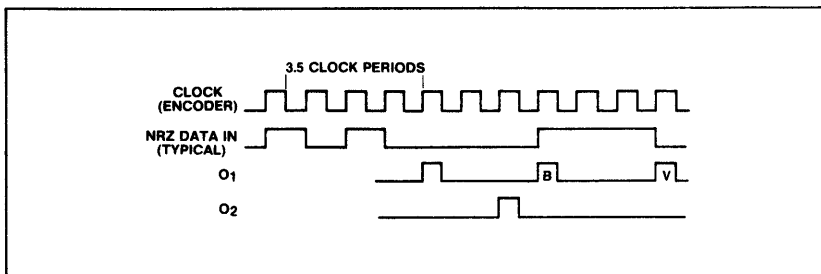 3.5 CLOCK PERIODS
CLOCK
(ENCODER)
NRZ DATA IN
(TYPICAL)
O1
B
V
O2